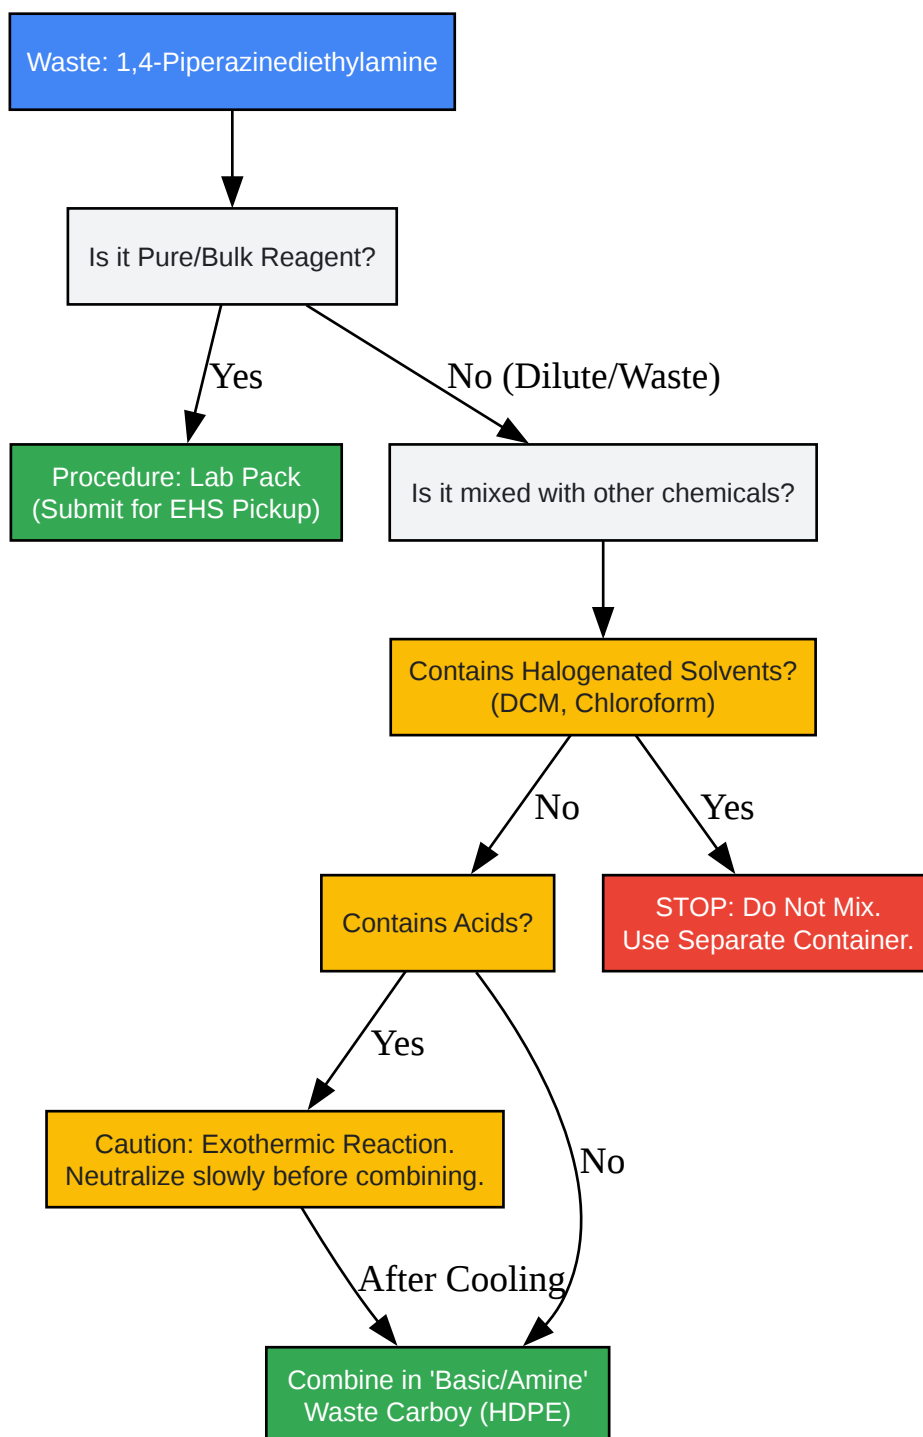 Waste: 1,4-Piperazinediethylamine
Is it Pure/Bulk Reagent?
Yes
No (Dilute/Waste)
Procedure: Lab Pack
(Submit for EHS Pickup)
Is it mixed with other chemicals?
Contains Halogenated Solvents?
(DCM, Chloroform)
No
Yes
Contains Acids?
STOP: Do Not Mix.
Use Separate Container.
Yes
Caution: Exothermic Reaction.
Neutralize slowly before combining.
No
After Cooling
Combine in 'Basic/Amine'
Waste Carboy (HDPE)